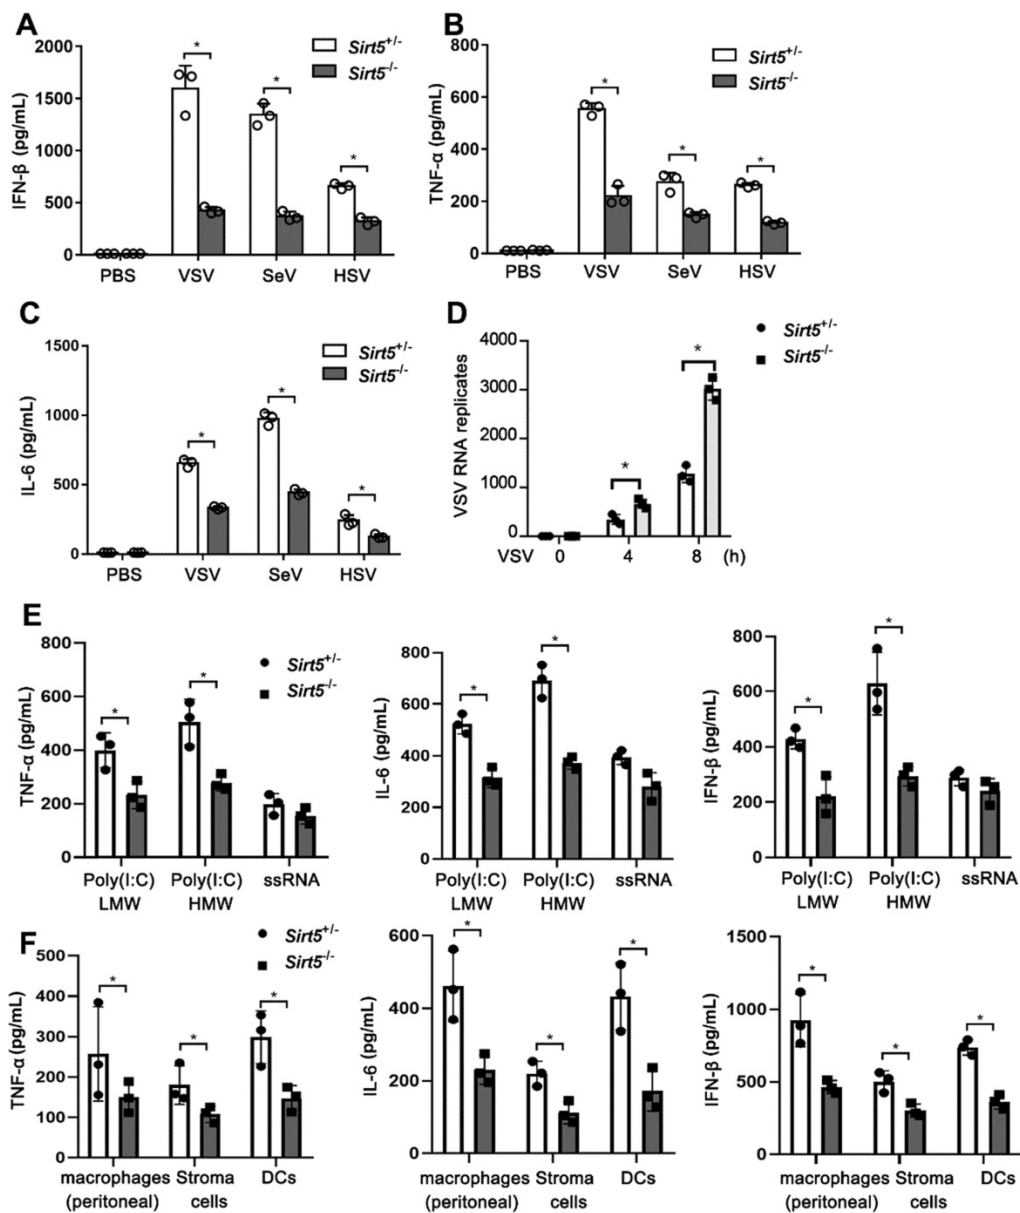 A
IFN-β (pg/mL)
2000
1500
1000
500
0
*
*
*
Sirt5+/-
Sirt5-/-
PBS VSV SeV HSV
B
TNF-α (pg/mL)
800
600
400
200
0
*
*
*
Sirt5+/-
Sirt5-/-
PBS VSV SeV HSV
C
IL-6 (pg/mL)
1500
1000
500
0
*
*
*
Sirt5+/-
Sirt5-/-
PBS VSV SeV HSV
D
VSV RNA replicates
4000
3000
2000
1000
0
*
*
Sirt5+/-
Sirt5-/-
VSV 0 4 8 (h)
E
TNF-α (pg/mL)
800
600
400
200
0
*
*
Sirt5+/-
Sirt5-/-
Poly(I:C) Poly(I:C) ssRNA
LMW HMW
IL-6 (pg/mL)
800
600
400
200
0
*
*
Poly(I:C) Poly(I:C) ssRNA
LMW HMW
IFN-β (pg/mL)
800
600
400
200
0
*
*
Poly(I:C) Poly(I:C) ssRNA
LMW HMW
F
TNF-α (pg/mL)
500
400
300
200
100
0
*
*
*
Sirt5+/-
Sirt5-/-
macrophages Stroma DCs
(peritoneal) cells
IL-6 (pg/mL)
600
400
200
0
*
*
*
macrophages Stroma DCs
(peritoneal) cells
IFN-β (pg/mL)
1500
1000
500
0
*
*
*
macrophages Stroma DCs
(peritoneal) cells